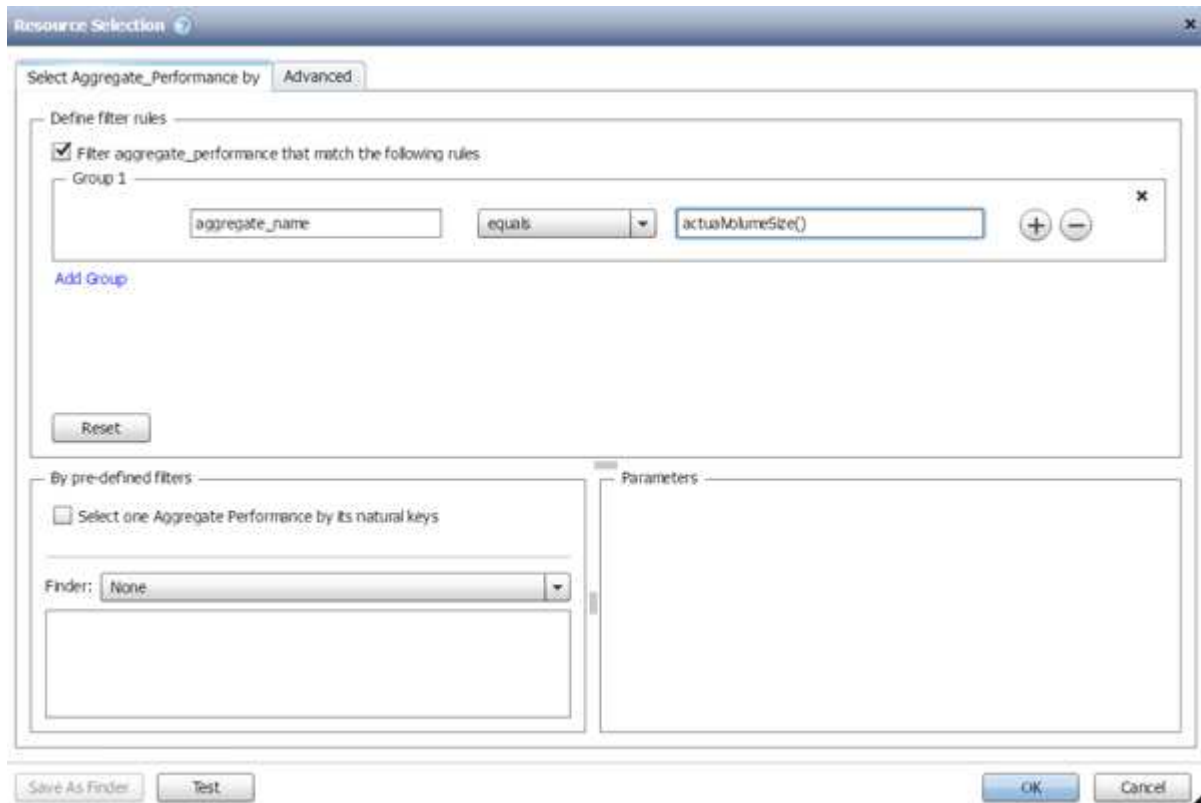 Resource Selection
Select Aggregate_Performance by
Advanced
Define filter rules
Filter aggregate_performance that match the following rules
Group 1
aggregate_name
equals
actualVolumeSize()
Add Group
Reset
By pre-defined filters
Select one Aggregate Performance by its natural keys
Finder:
None
Parameters
Save As Finder
Test
OK
Cancel